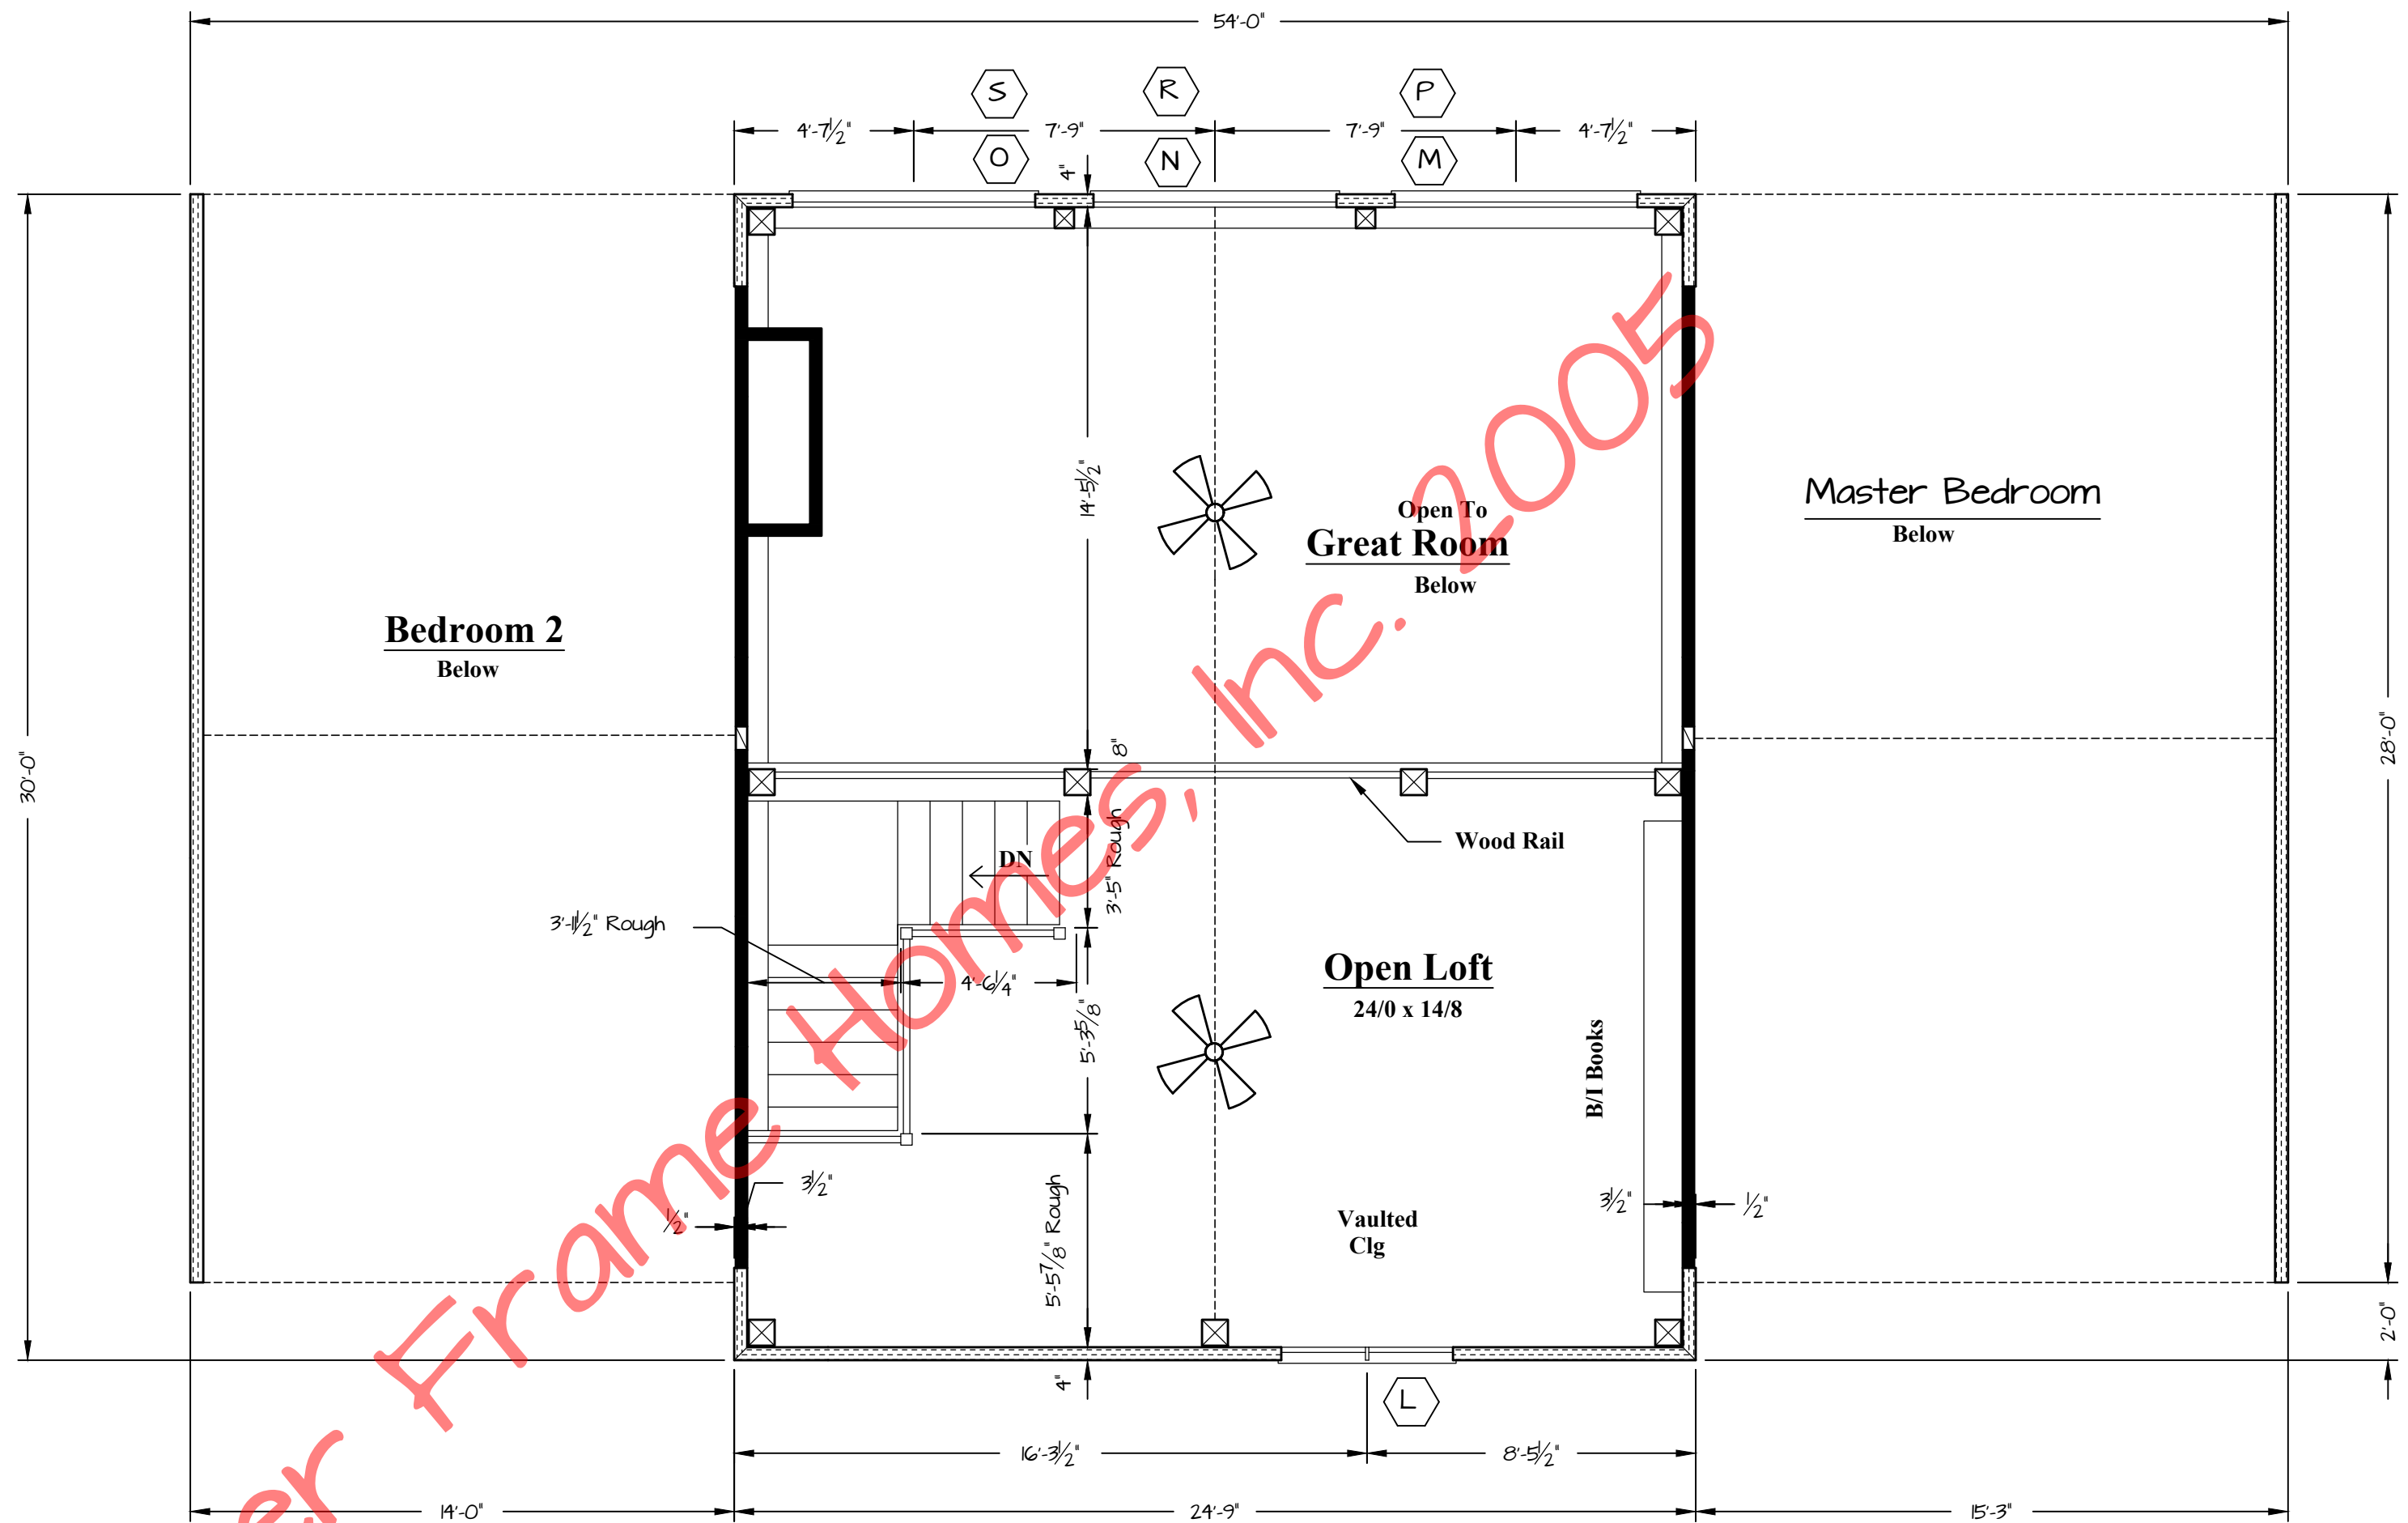 54'-0"
S
R
P
4'-7½"
7'-9"
7'-9"
4'-7½"
O
N
M
4"
14'-5½"
Open To
Great Room
Below
Master Bedroom
Below
Bedroom 2
Below
30'-0"
28'-0"
8"
Wood Rail
DN
3'-5" Rough
3'-11½" Rough
4'-6¼"
5'-3⅝"
Open Loft
24/0 x 14/8
B/I Books
3½"
½"
5'-5⅞" Rough
Vaulted
Clg
3½"
½"
2'-0"
4"
L
16'-3½"
8'-5½"
14'-0"
24'-9"
15'-3"
er Frame Homes, Inc. 2005